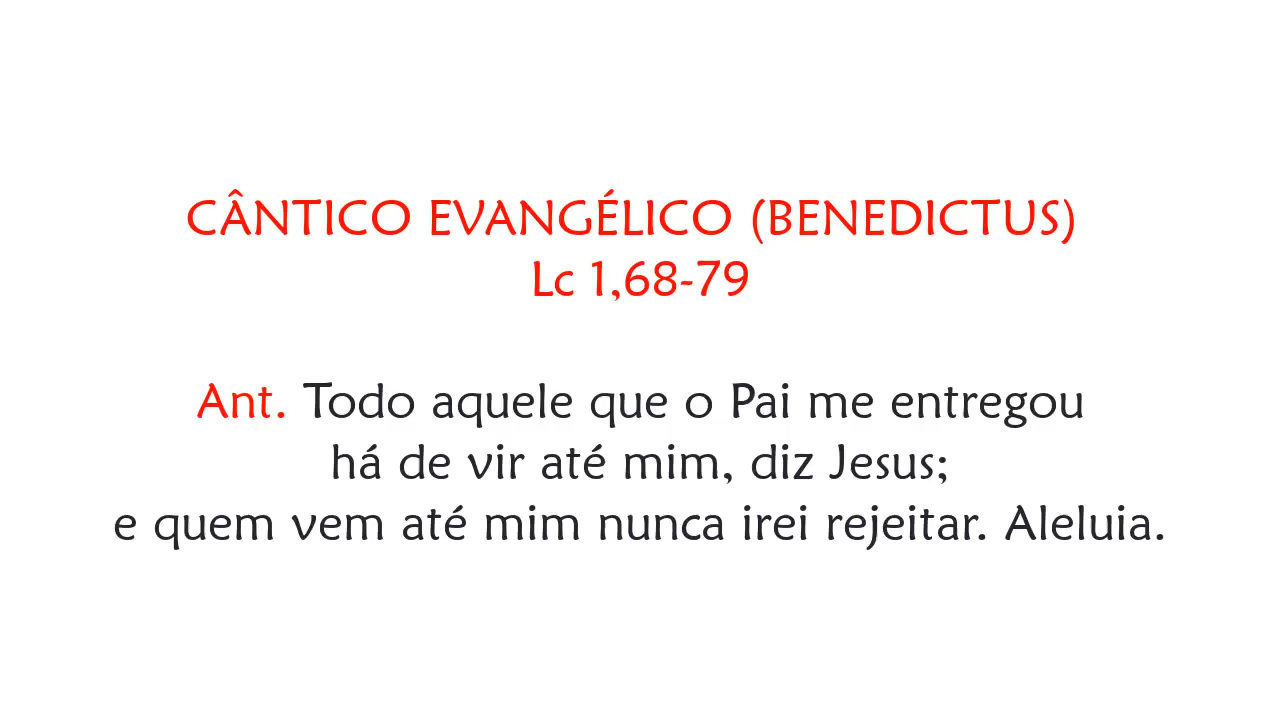 CÂNTICO EVANGÉLICO (BENEDICTUS)
Lc 1,68-79
Ant. Todo aquele que o Pai me entregou
há de vir até mim, diz Jesus;
e quem vem até mim nunca irei rejeitar. Aleluia.